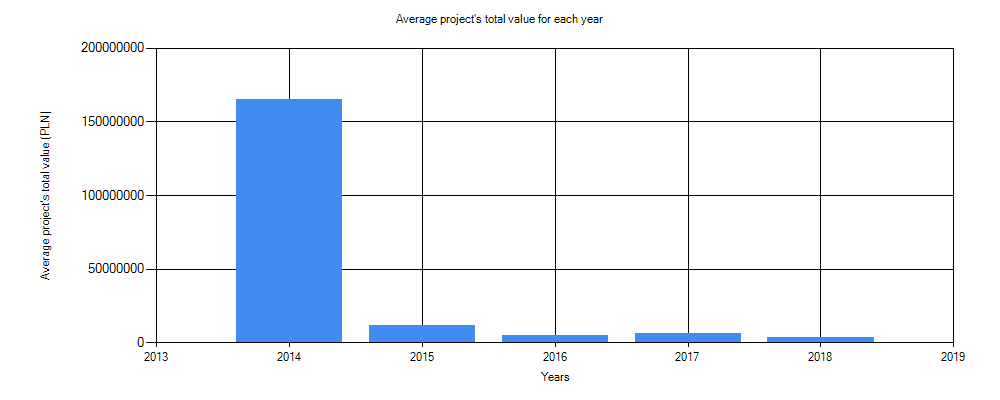 Average project's total value for each year
200000000
150000000
100000000
50000000
0
Average project's total value [PLN]
2013 2014 2015 2016 2017 2018 2019
Years